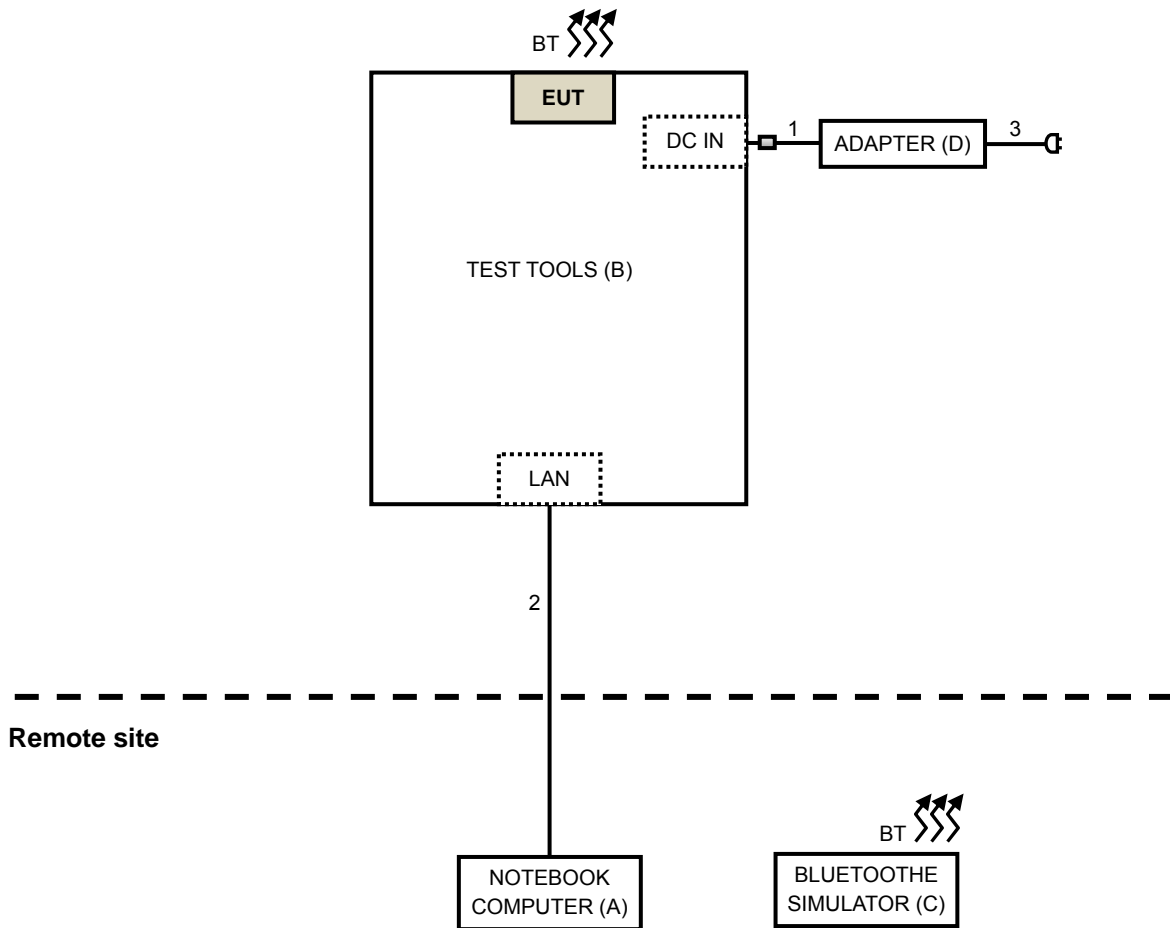 BT
EUT
DC IN
1
ADAPTER (D)
3
TEST TOOLS (B)
LAN
2
Remote site
BT
NOTEBOOK
COMPUTER (A)
BLUETOOTHE
SIMULATOR (C)